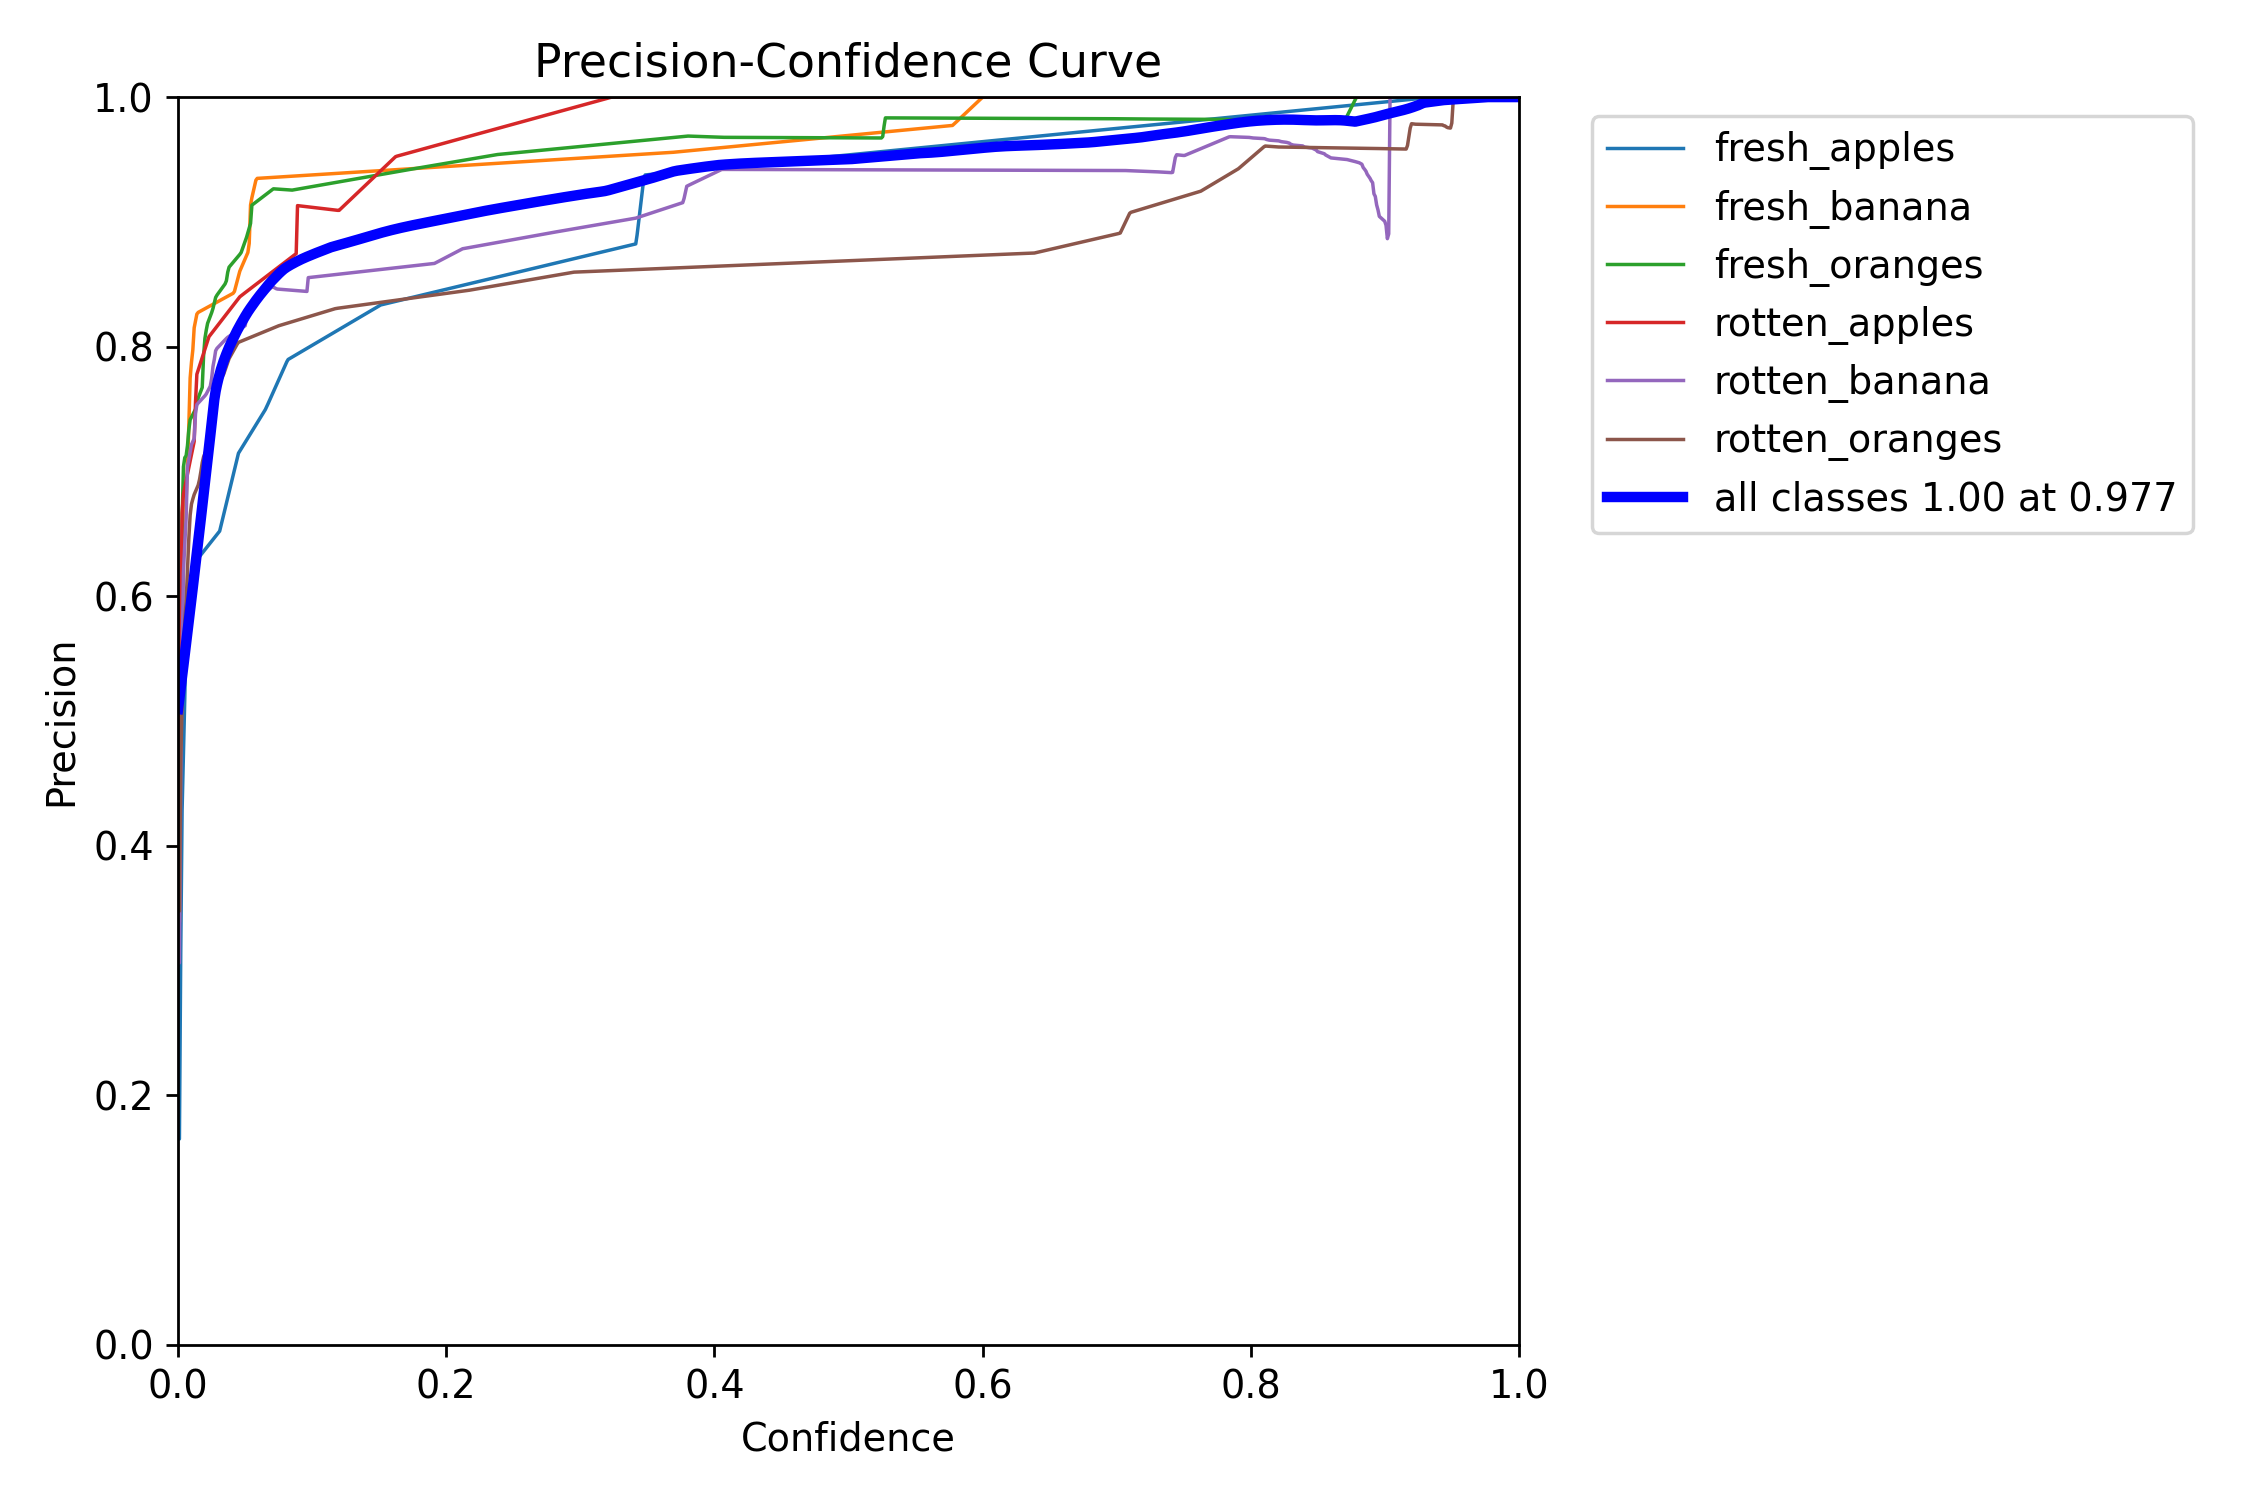 Precision-Confidence Curve
1.0
0.8
0.6
0.4
0.2
0.0
Precision
0.0 0.2 0.4 0.6 0.8 1.0
Confidence
fresh_apples
fresh_banana
fresh_oranges
rotten_apples
rotten_banana
rotten_oranges
all classes 1.00 at 0.977